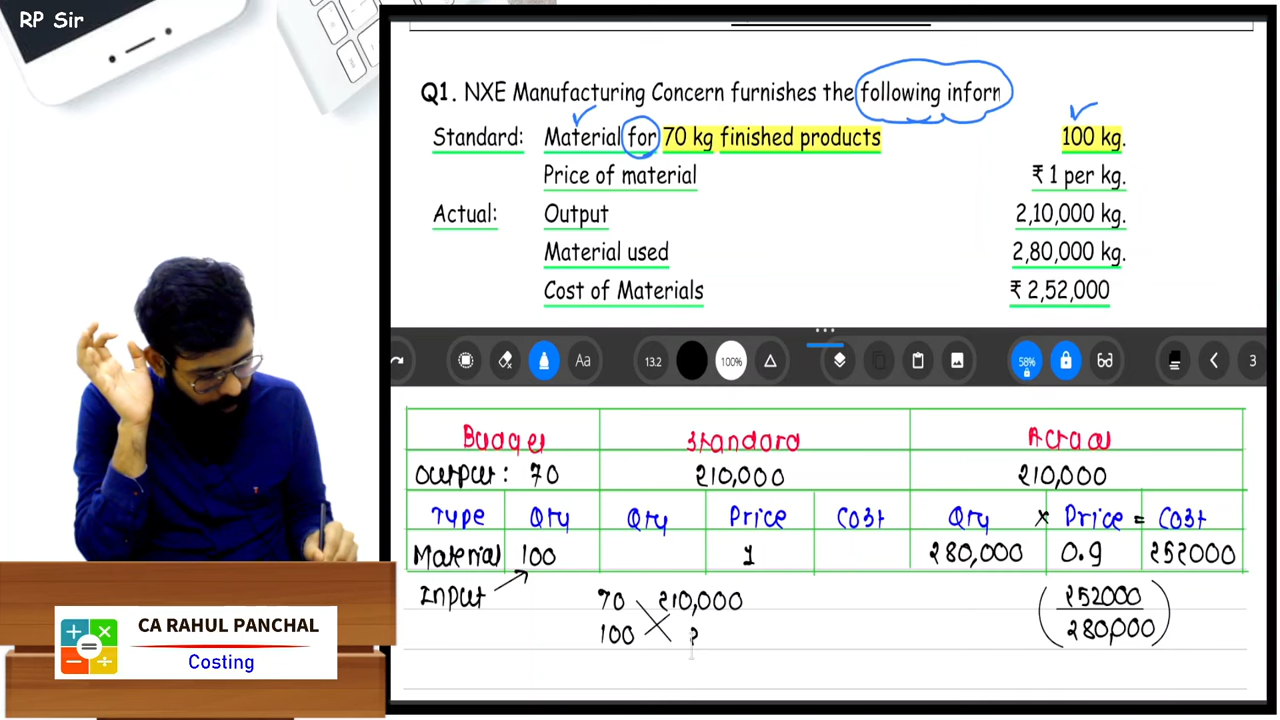 RP Sir
Q1. NXE Manufacturing Concern furnishes the following inforn
Standard: Material for 70 kg finished products 100 kg.
Price of material ₹ 1 per kg.
Actual: Output 2,10,000 kg.
Material used 2,80,000 kg.
Cost of Materials ₹ 2,52,000
Aa 13.2 100% 58% 3
Budget Standard Actual
Output: 70 210,000 210,000
Type Qty Qty Price Cost Qty × Price = Cost
Material 100 1 280,000 0.9 252000
Input 70 210,000 252000
100 ? 280,000
CA RAHUL PANCHAL
Costing